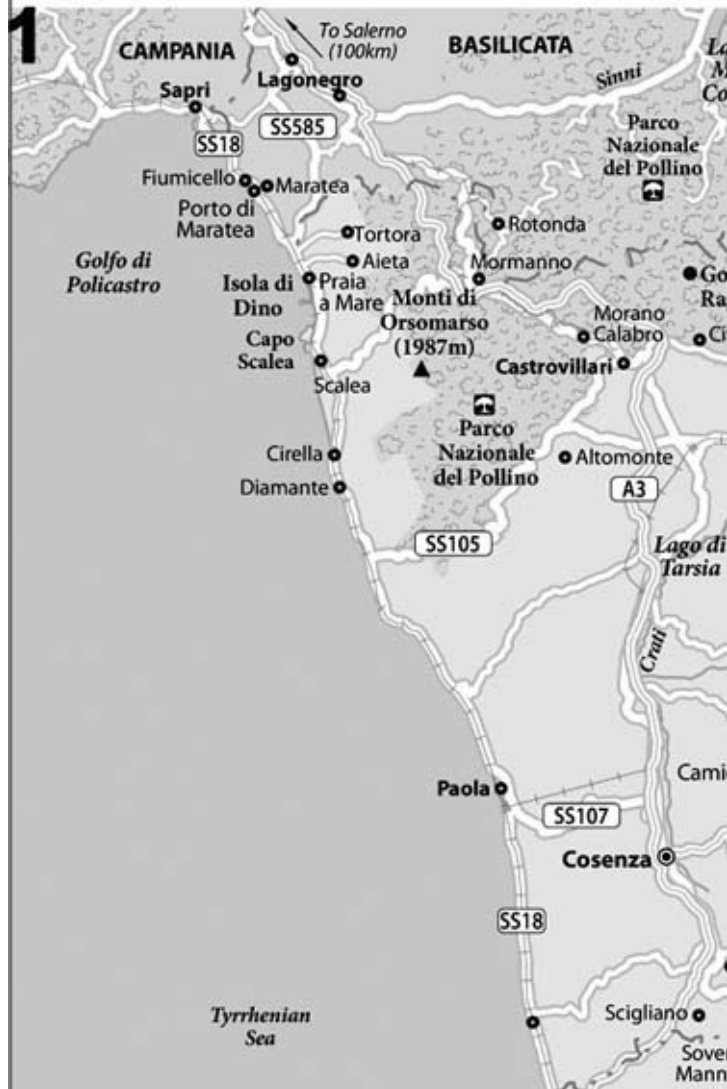 1
CAMPANIA
To Salerno
(100km)
BASILICATA
Lagonegro
Sinni
Sapri
SS585
SS18
Parco
Nazionale
del Pollino
Fiumicello
Maratea
Porto di
Maratea
Rotonda
Tortora
Golfo di
Policastro
Aieta
Mormanno
Isola di
Dino
Praia
a Mare
Monti di
Orsomarso
(1987m)
Morano
Calabro
Capo
Scalea
Castrovillari
Scalea
Parco
Nazionale
del Pollino
Cirella
Altomonte
Diamante
A3
SS105
Lago di
Tarsia
Crati
Paola
SS107
Cosenza
SS18
Tyrrhenian
Sea
Scigliano